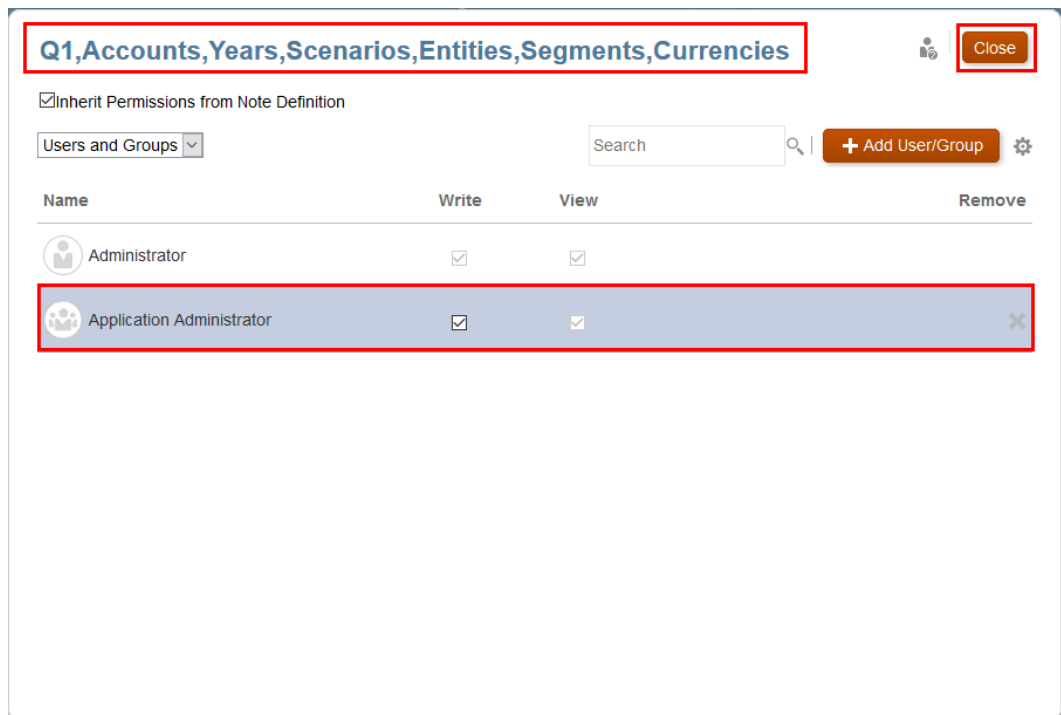 Q1,Accounts,Years,Scenarios,Entities,Segments,Currencies
Close
Inherit Permissions from Note Definition
Users and Groups
Search
Add User/Group
Name Write View Remove
Administrator
Application Administrator